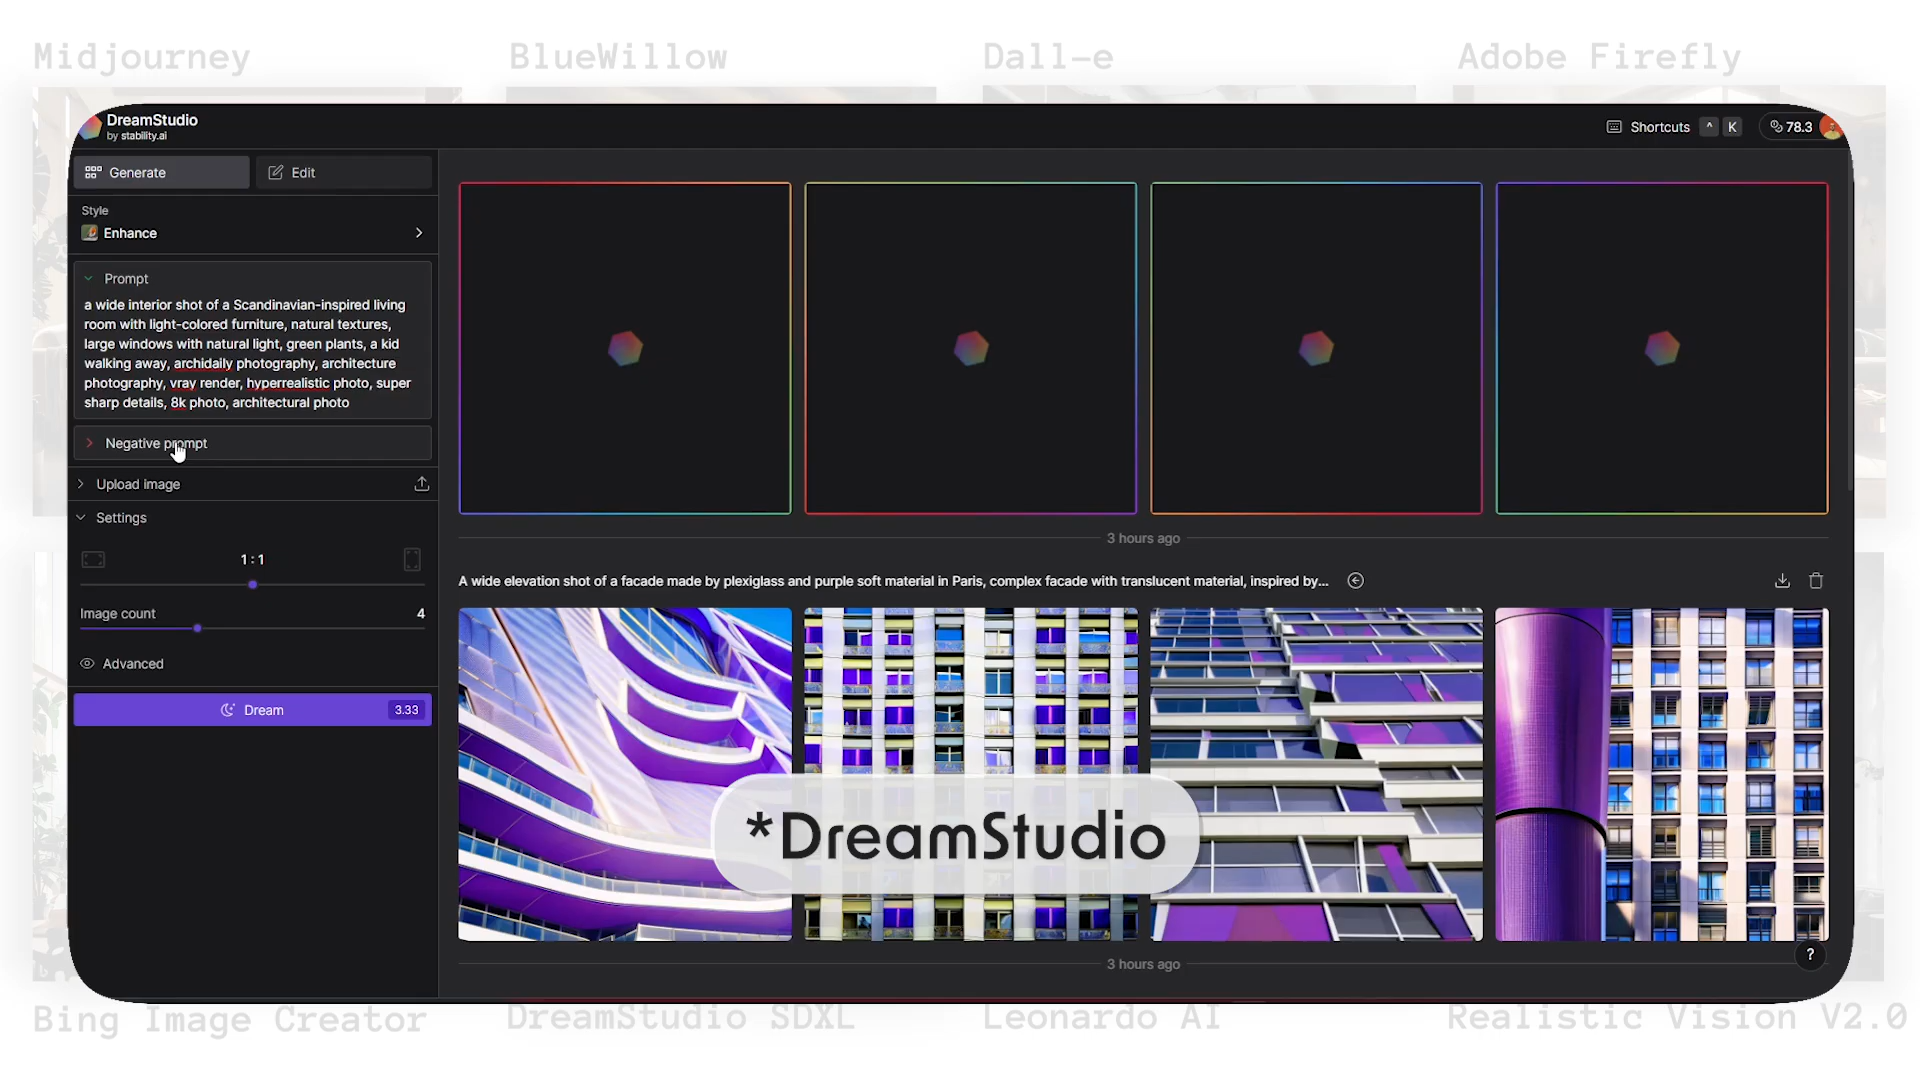 Midjourney
BlueWillow
Dall-e
Adobe Firefly
DreamStudio
by stability.ai
Shortcuts
^
K
78.3
Generate
Edit
Style
Enhance
Prompt
a wide interior shot of a Scandinavian-inspired living
room with light-colored furniture, natural textures,
large windows with natural light, green plants, a kid
walking away, archidaily photography, architecture
photography, vray render, hyperrealistic photo, super
sharp details, 8k photo, architectural photo
Negative prompt
Upload image
Settings
1:1
Image count
4
Advanced
Dream
3.33
3 hours ago
A wide elevation shot of a facade made by plexiglass and purple soft material in Paris, complex facade with translucent material, inspired by...
*DreamStudio
3 hours ago
?
Bing Image Creator
DreamStudio SDXL
Leonardo AI
Realistic Vision V2.0